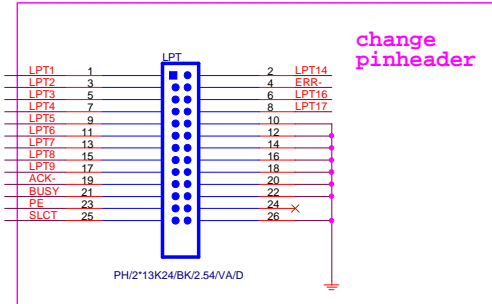 change
pinheader
LPT
LPT1 1 2 LPT14
LPT2 3 4 ERR-
LPT3 5 6 LPT16
LPT4 7 8 LPT17
LPT5 9 10
LPT6 11 12
LPT7 13 14
LPT8 15 16
LPT9 17 18
ACK- 19 20
BUSY 21 22
PE 23 24
SLCT 25 26
PH/2*13K24/BK/2.54/VA/D